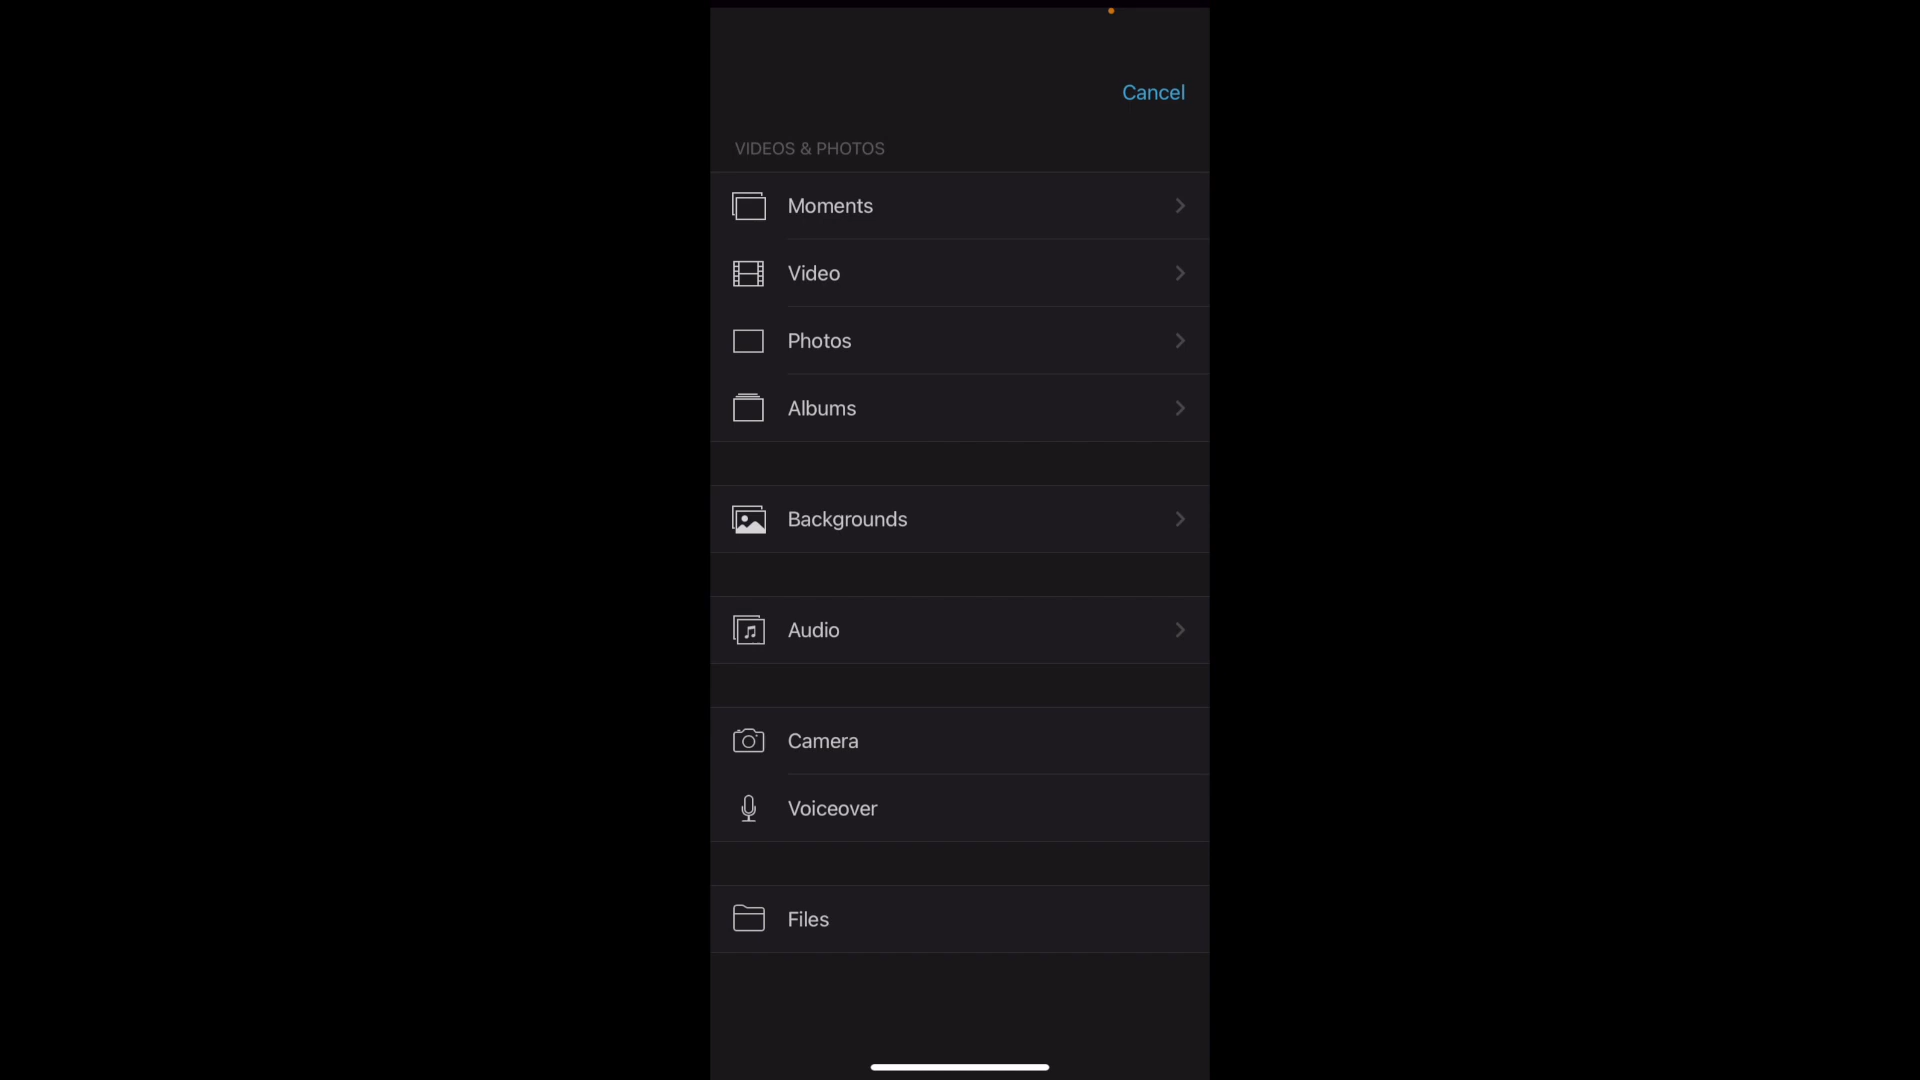 Cancel
VIDEOS & PHOTOS
Moments
Video
Photos
Albums
Backgrounds
Audio
Camera
Voiceover
Files